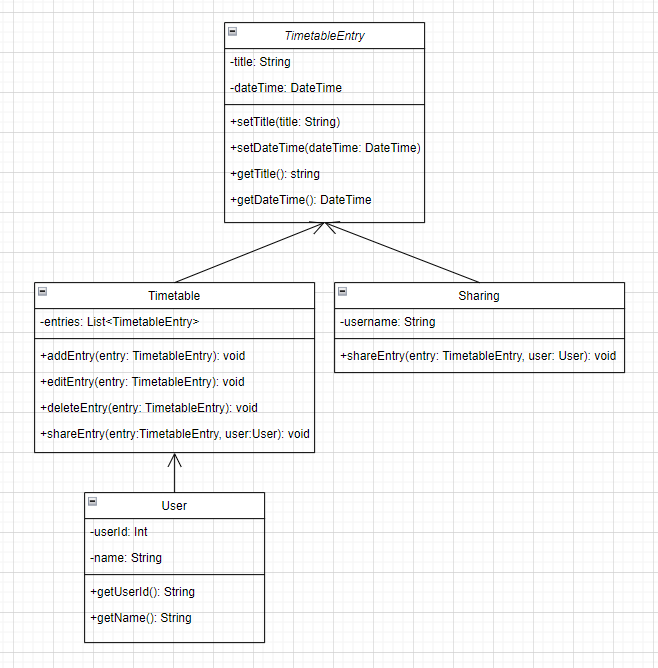 TimetableEntry
-title: String
-dateTime: DateTime
+setTitle(title: String)
+setDateTime(dateTime: DateTime)
+getTitle(): string
+getDateTime(): DateTime
Timetable
-entries: List<TimetableEntry>
+addEntry(entry: TimetableEntry): void
+editEntry(entry: TimetableEntry): void
+deleteEntry(entry: TimetableEntry): void
+shareEntry(entry:TimetableEntry, user:User): void
Sharing
-username: String
+shareEntry(entry: TimetableEntry, user: User): void
User
-userId: Int
-name: String
+getUserId(): String
+getName(): String